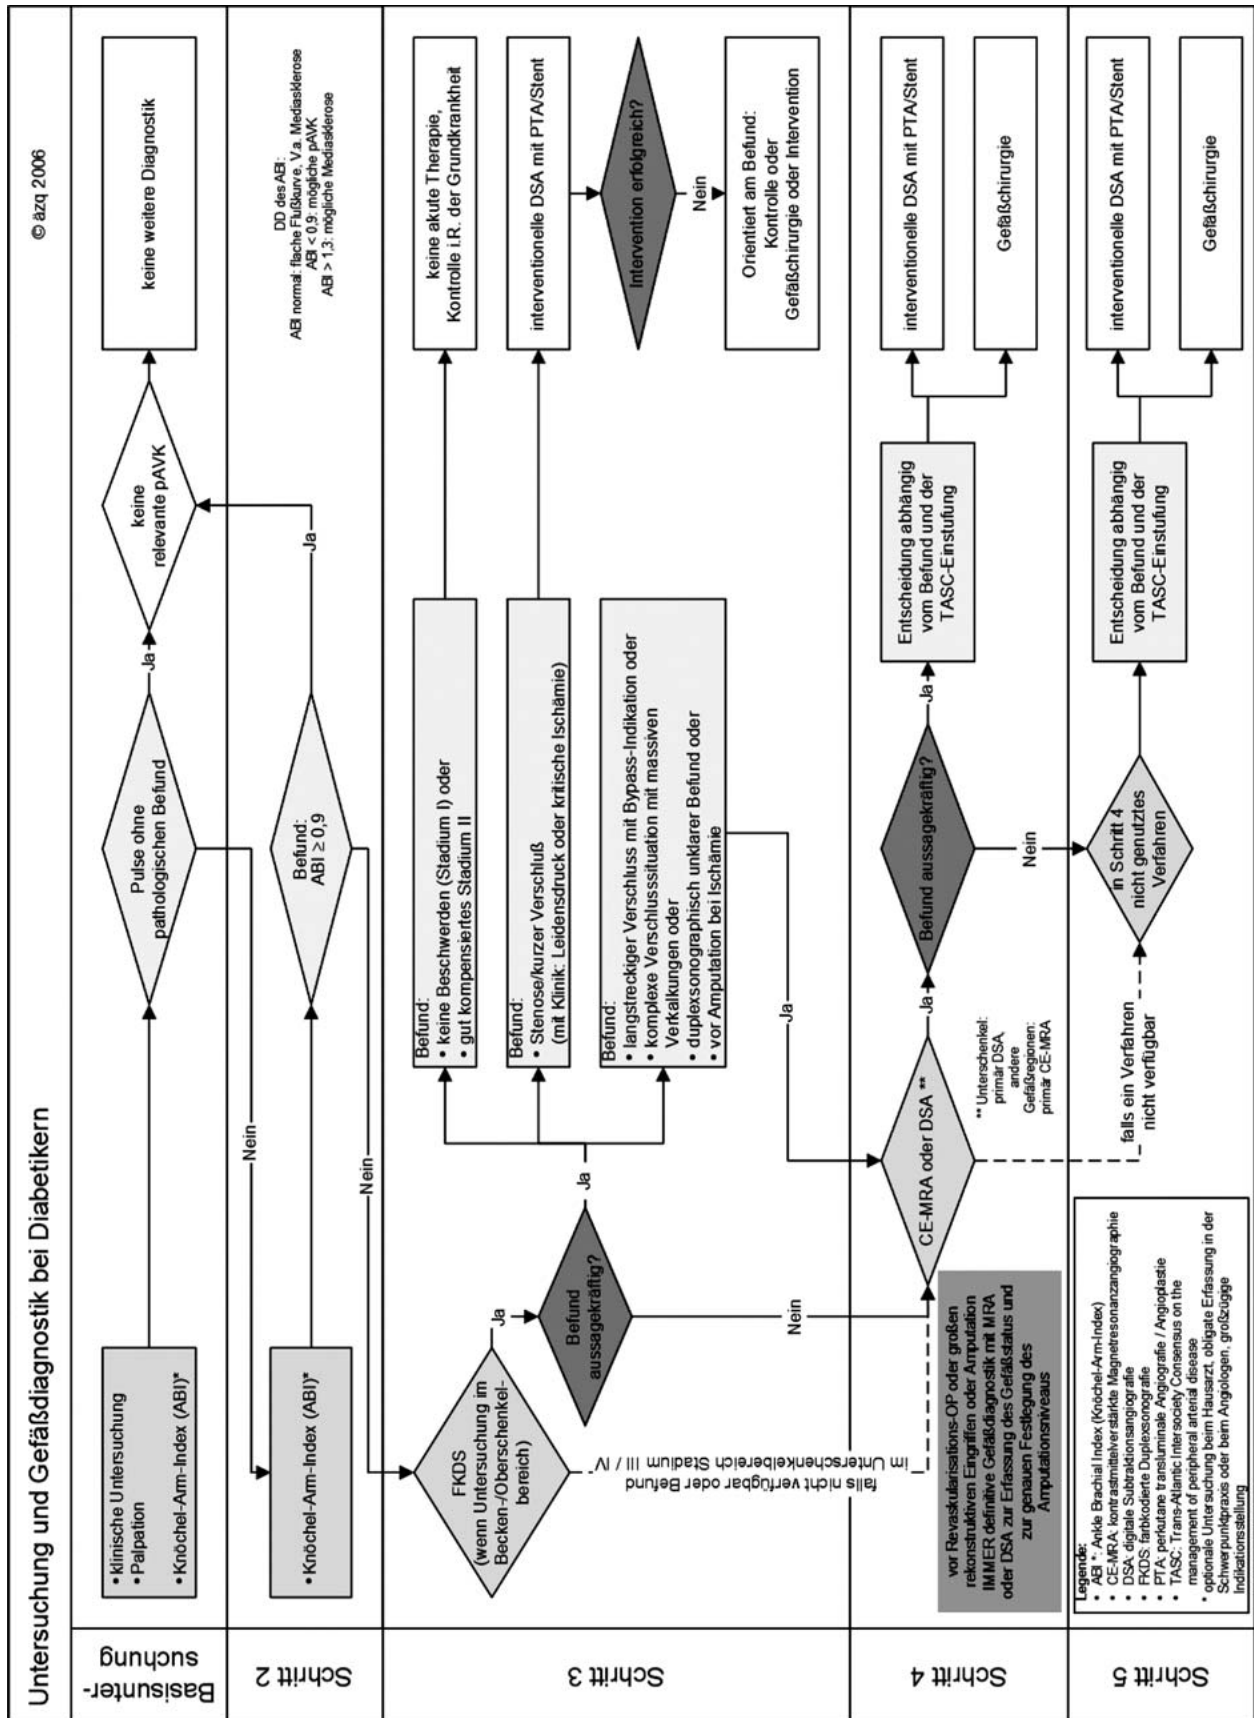 Untersuchung und Gefäßdiagnostik bei Diabetikern
© äzq 2006
Basisunter-
suchung
• klinische Untersuchung
• Palpation
• Knöchel-Arm-Index (ABI)*
Pulse ohne
pathologischen Befund
Ja
keine
relevante pAVK
keine weitere Diagnostik
Nein
Schritt 2
• Knöchel-Arm-Index (ABI)*
Befund:
ABI ≥ 0,9
Ja
DD des ABI:
ABI normal: flache Flußkurve, V.a. Mediasklerose
ABI < 0,9: mögliche pAVK
ABI > 1,3: mögliche Mediasklerose
Nein
Schritt 3
FKDS
(wenn Untersuchung im
Becken-/Oberschenkel-
bereich)
Ja
Befund
aussagekräftig?
Ja
Befund:
• keine Beschwerden (Stadium I) oder
• gut kompensiertes Stadium II
keine akute Therapie,
Kontrolle i.R. der Grundkrankheit
Befund:
• Stenose/kurzer Verschluß
(mit Klinik: Leidensdruck oder kritische Ischämie)
interventionelle DSA mit PTA/Stent
Intervention erfolgreich?
Nein
Orientiert am Befund:
Kontrolle oder
Gefäßchirurgie oder Intervention
Befund:
• langstreckiger Verschluss mit Bypass-Indikation oder
• komplexe Verschlusssituation mit massiven
Verkalkungen oder
• duplexsonographisch unklarer Befund oder
• vor Amputation bei Ischämie
Ja
Nein
falls nicht verfügbar oder Befund
im Unterschenkelbereich Stadium III / IV
Schritt 4
vor Revaskularisations-OP oder großen
rekonstruktiven Eingriffen oder Amputation
IMMER definitive Gefäßdiagnostik mit MRA
oder DSA zur Erfassung des Gefäßstatus und
zur genauen Festlegung des
Amputationsniveaus
CE-MRA oder DSA **
** Unterschenkel:
primär DSA,
andere
Gefäßregionen:
primär CE-MRA
Ja
Befund aussagekräftig?
Ja
Entscheidung abhängig
vom Befund und der
TASC-Einstufung
interventionelle DSA mit PTA/Stent
Gefäßchirurgie
Nein
falls ein Verfahren
nicht verfügbar
Schritt 5
in Schritt 4
nicht genutztes
Verfahren
Entscheidung abhängig
vom Befund und der
TASC-Einstufung
interventionelle DSA mit PTA/Stent
Gefäßchirurgie
Legende:
• ABI *: Ankle Brachial Index (Knöchel-Arm-Index)
• CE-MRA: kontrastmittelverstärkte Magnetresonanzangiographie
• DSA: digitale Subtraktionsangiografie
• FKDS: farbkodierte Duplexsonografie
• PTA: perkutane transluminale Angiografie / Angioplastie
• TASC: Trans-Atlantic Intersociety Consensus on the
management of peripheral arterial disease
* optionale Untersuchung beim Hausarzt, obligate Erfassung in der
Schwerpunktpraxis oder beim Angiologen, großzügige
Indikationsstellung